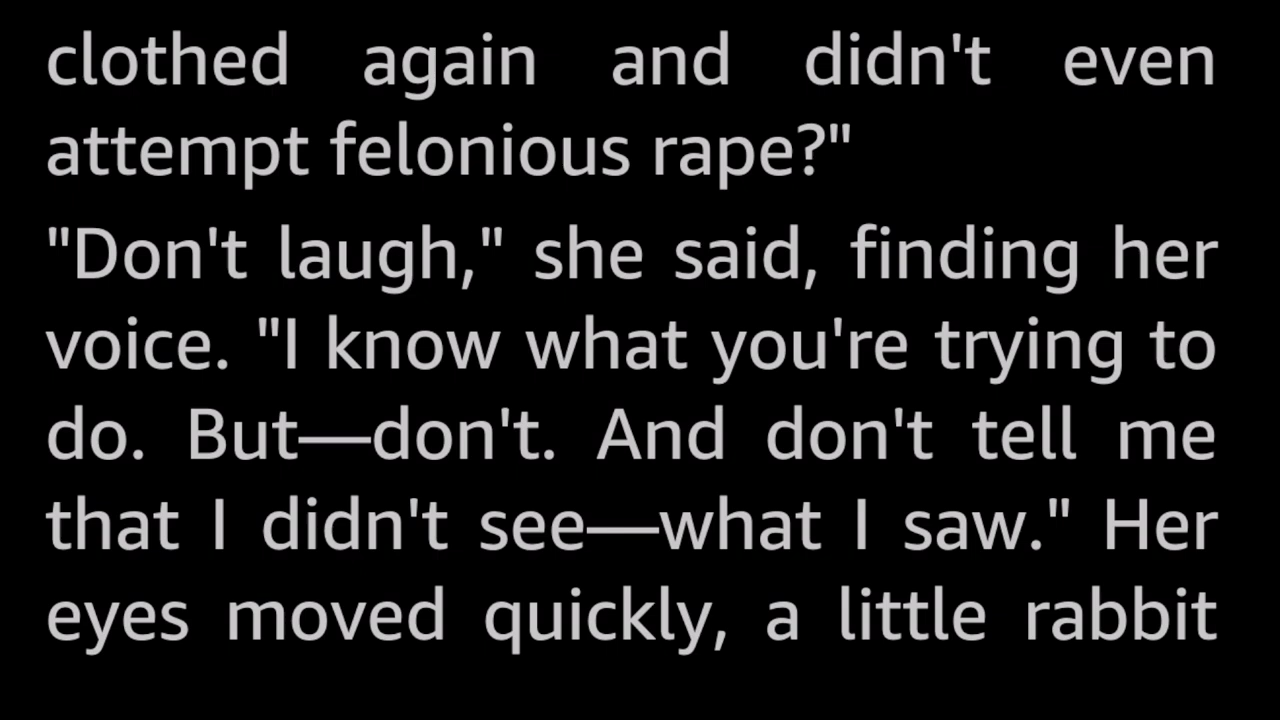 clothed again and didn't even
attempt felonious rape?"
"Don't laugh," she said, finding her
voice. "I know what you're trying to
do. But—don't. And don't tell me
that I didn't see—what I saw." Her
eyes moved quickly, a little rabbit